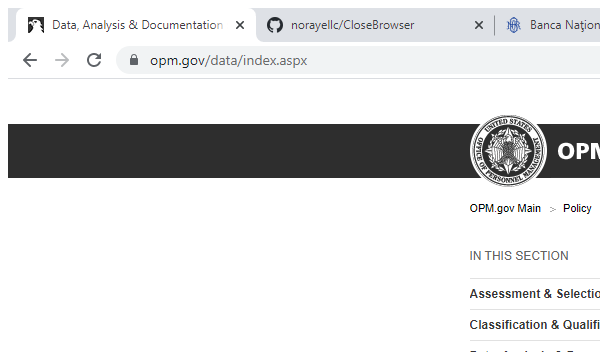 Data, Analysis & Documentation
norayellc/CloseBrowser
Banca Națion
opm.gov/data/index.aspx
UNITED STATES
OFFICE OF PERSONNEL MANAGEMENT
OPM
OPM.gov Main > Policy
IN THIS SECTION
Assessment & Selectio
Classification & Qualifi